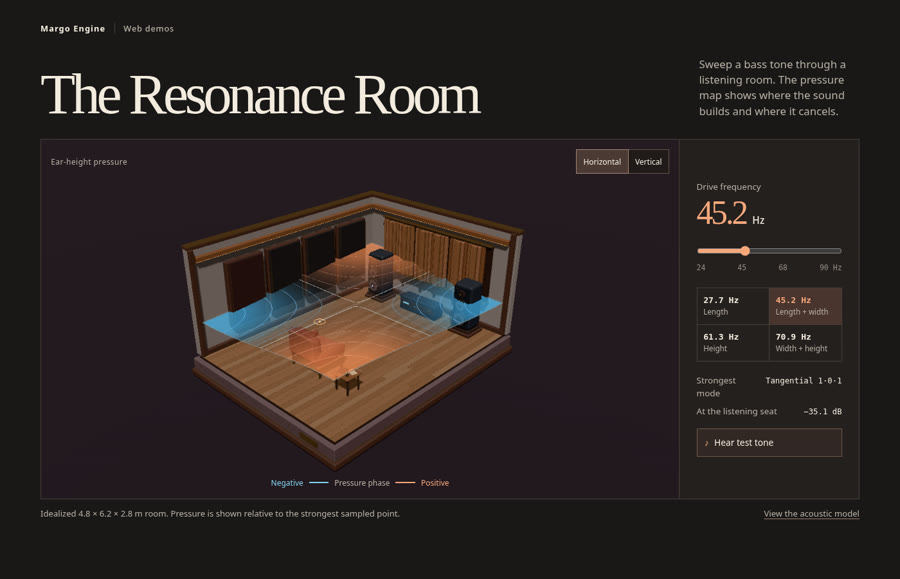 Margo Engine Web demos
The Resonance Room
Sweep a bass tone through a
listening room. The pressure
map shows where the sound
builds and where it cancels.
Ear-height pressure
Horizontal Vertical
Drive frequency
45.2 Hz
24 45 68 90 Hz
27.7 Hz
Length
45.2 Hz
Length + width
61.3 Hz
Height
70.9 Hz
Width + height
Strongest
mode
Tangential 1·0·1
At the listening seat −35.1 dB
♪ Hear test tone
Negative Pressure phase Positive
Idealized 4.8 × 6.2 × 2.8 m room. Pressure is shown relative to the strongest sampled point.
View the acoustic model